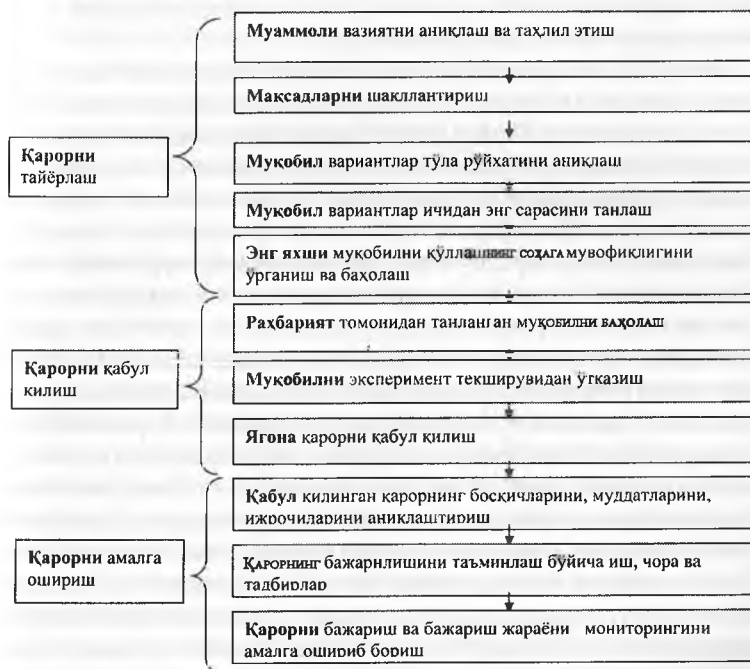 Муаммоли вазиятни аниқлаш ва таҳлил этиш
Мақсадларни шакллантириш
Қарорни
тайёрлаш
Муқобил вариантлар тўла рўйхатини аниқлаш
Муқобил вариантлар ичидан энг сарасини танлаш
Энг яхши муқобилни қўллашнинг соҳага мувофиқлигини
ўрганиш ва баҳолаш
Раҳбарият томонидан танланган муқобилни баҳолаш
Қарорни қабул
килиш
Муқобилни эксперимент текширувидан ўтказиш
Ягона қарорни қабул қилиш
Қабул килинган қарорнинг босқичларини, муддатларини,
ижрочиларини аниқлаштириш
Қарорни амалга
ошириш
Қарорнинг бажарилишини таъминлаш бўйича иш, чора ва
тадбирлар
Қарорни бажариш ва бажариш жараёни мониторингини
амалга ошириб бориш